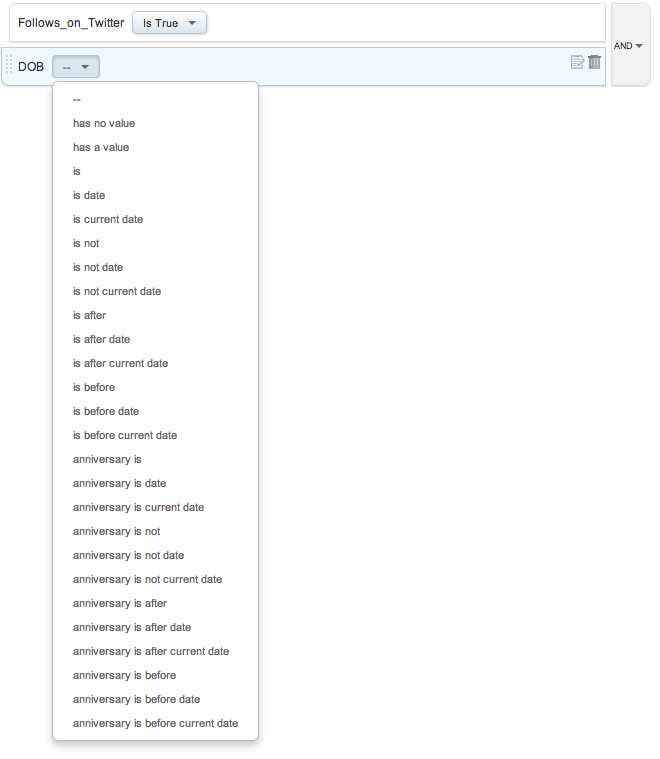 Follows_on_Twitter Is True
AND
DOB --
--
has no value
has a value
is
is date
is current date
is not
is not date
is not current date
is after
is after date
is after current date
is before
is before date
is before current date
anniversary is
anniversary is date
anniversary is current date
anniversary is not
anniversary is not date
anniversary is not current date
anniversary is after
anniversary is after date
anniversary is after current date
anniversary is before
anniversary is before date
anniversary is before current date